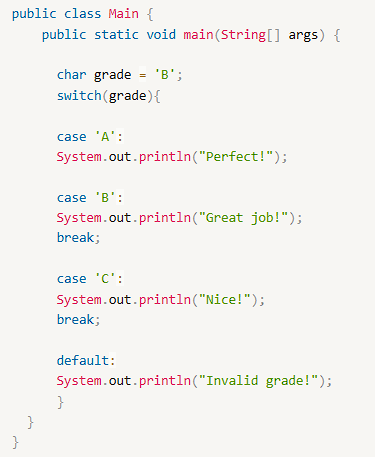 public class Main {
public static void main(String[] args) {
char grade = 'B';
switch(grade){
case 'A':
System.out.println("Perfect!");
case 'B':
System.out.println("Great job!");
break;
case 'C':
System.out.println("Nice!");
break;
default:
System.out.println("Invalid grade!");
}
}
}